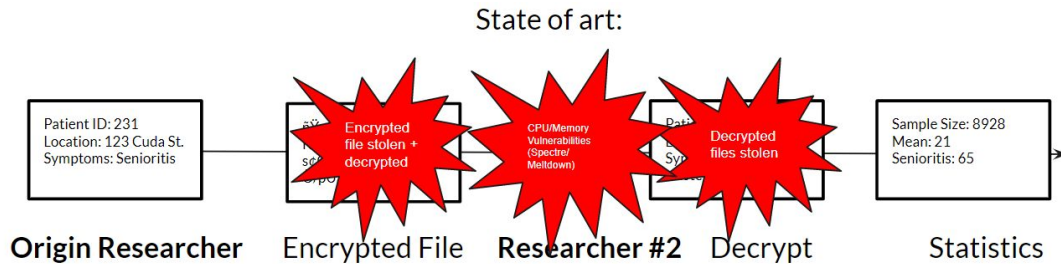 State of art:
Patient ID: 231
Location: 123 Cuda St.
Symptoms: Senioritis
Encrypted
file stolen +
decrypted
CPU/Memory
Vulnerabilities
(Spectre/
Meltdown)
Decrypted
files stolen
Sample Size: 8928
Mean: 21
Senioritis: 65
Origin Researcher
Encrypted File
Researcher #2
Decrypt
Statistics